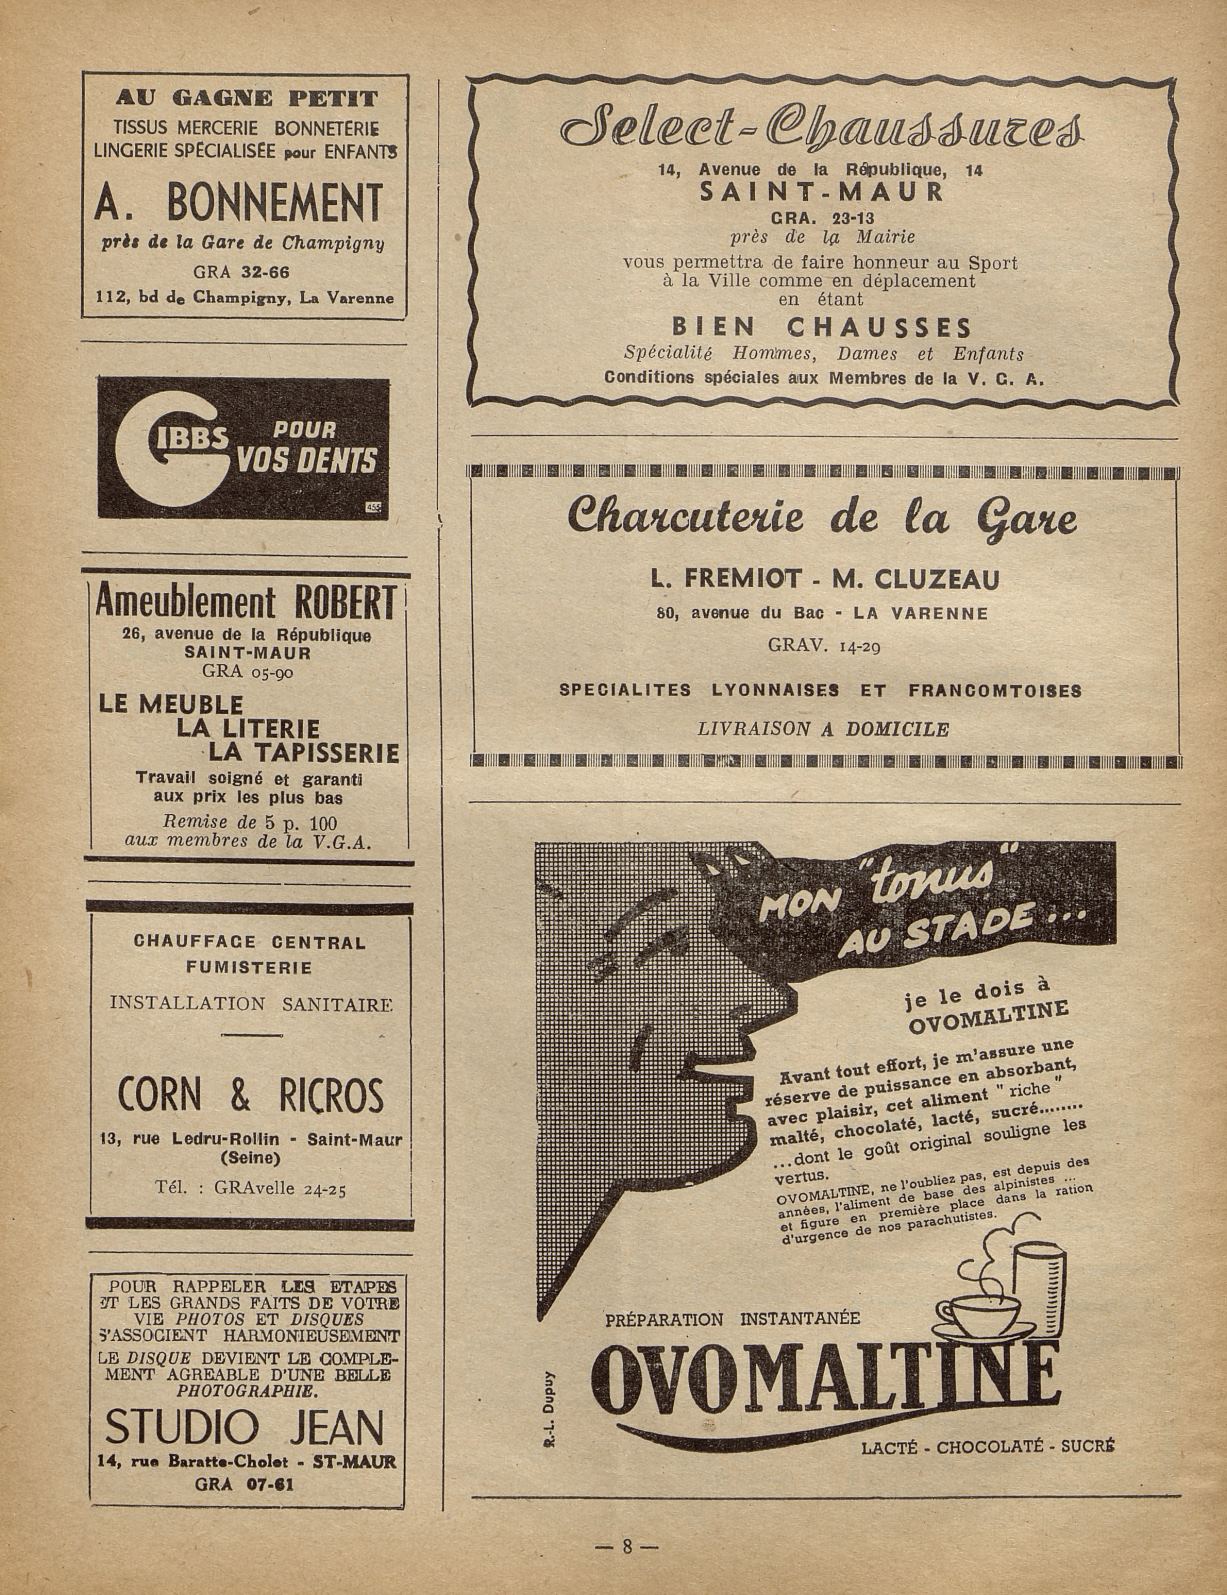 AU GAGNE PETIT
TISSUS MERCERIE BONNETERIE
LINGERIE SPÉCIALISÉE pour ENFANTS
A. BONNEMENT
près de la Gare de Champigny
GRA 32-66
112, bd de Champigny, La Varenne
GIBBS POUR
VOS DENTS
455
Ameublement ROBERT
26, avenue de la République
SAINT-MAUR
GRA 05-90
LE MEUBLE
LA LITERIE
LA TAPISSERIE
Travail soigné et garanti
aux prix les plus bas
Remise de 5 p. 100
aux membres de la V.G.A.
CHAUFFAGE CENTRAL
FUMISTERIE
INSTALLATION SANITAIRE
CORN & RICROS
13, rue Ledru-Rollin - Saint-Maur
(Seine)
Tél. : GRAvelle 24-25
POUR RAPPELER LES ETAPES
ET LES GRANDS FAITS DE VOTRE
VIE PHOTOS ET DISQUES
S'ASSOCIENT HARMONIEUSEMENT
LE DISQUE DEVIENT LE COMPLE-
MENT AGREABLE D'UNE BELLE
PHOTOGRAPHIE.
STUDIO JEAN
14, rue Baratte-Cholet - ST-MAUR
GRA 07-61
Select-Chaussures
14, Avenue de la République, 14
SAINT-MAUR
GRA. 23-13
près de la Mairie
vous permettra de faire honneur au Sport
à la Ville comme en déplacement
en étant
BIEN CHAUSSES
Spécialité Hommes, Dames et Enfants
Conditions spéciales aux Membres de la V. G. A.
Charcuterie de la Gare
L. FREMIOT - M. CLUZEAU
80, avenue du Bac - LA VARENNE
GRAV. 14-29
SPECIALITES LYONNAISES ET FRANCOMTOISES
LIVRAISON A DOMICILE
MON "tonus"
AU STADE...
je le dois à
OVOMALTINE
Avant tout effort, je m'assure une
réserve de puissance en absorbant,
avec plaisir, cet aliment "riche"
malté, chocolaté, lacté, sucré........
...dont le goût original souligne les
vertus.
OVOMALTINE, ne l'oubliez pas, est depuis des
années, l'aliment de base des alpinistes ...
et figure en première place dans la ration
d'urgence de nos parachutistes.
PRÉPARATION INSTANTANÉE
OVOMALTINE
R.-L. Dupuy
LACTÉ - CHOCOLATÉ - SUCRÉ
— 8 —